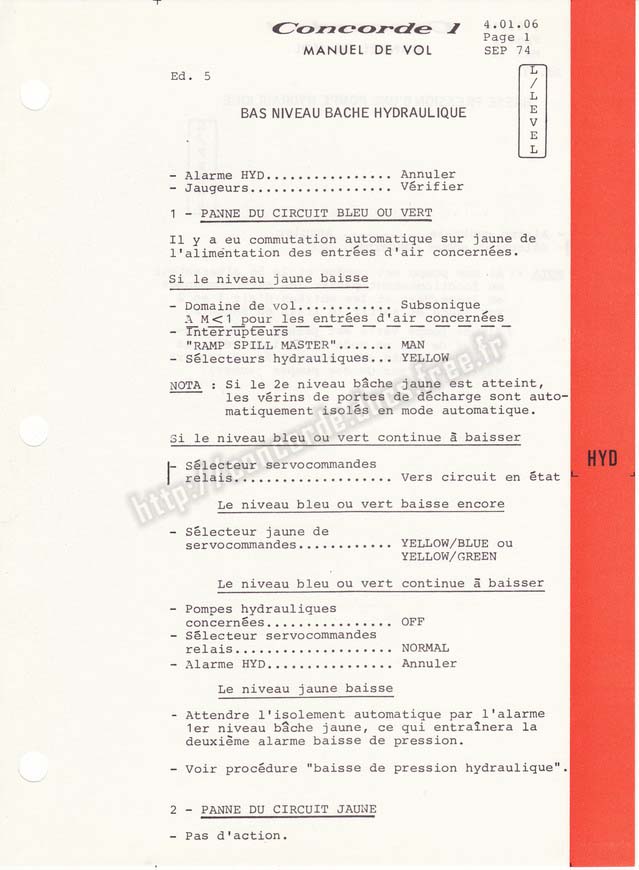 Concorde 1
MANUEL DE VOL
4.01.06
Page 1
SEP 74
Ed. 5
L/LEVEL
BAS NIVEAU BACHE HYDRAULIQUE
- Alarme HYD................ Annuler
- Jaugeurs.................. Vérifier
1 - PANNE DU CIRCUIT BLEU OU VERT
Il y a eu commutation automatique sur jaune de
l'alimentation des entrées d'air concernées.
Si le niveau jaune baisse
- Domaine de vol............ Subsonique
A M<1 pour les entrées d'air concernées
- Interrupteurs
"RAMP SPILL MASTER"....... MAN
- Sélecteurs hydrauliques... YELLOW
NOTA : Si le 2e niveau bâche jaune est atteint,
les vérins de portes de décharge sont auto-
matiquement isolés en mode automatique.
Si le niveau bleu ou vert continue à baisser
- Sélecteur servocommandes
relais.................... Vers circuit en état
HYD
Le niveau bleu ou vert baisse encore
- Sélecteur jaune de
servocommandes............ YELLOW/BLUE ou
YELLOW/GREEN
Le niveau bleu ou vert continue à baisser
- Pompes hydrauliques
concernées................ OFF
- Sélecteur servocommandes
relais.................... NORMAL
- Alarme HYD................ Annuler
Le niveau jaune baisse
- Attendre l'isolement automatique par l'alarme
1er niveau bâche jaune, ce qui entraînera la
deuxième alarme baisse de pression.
- Voir procédure "baisse de pression hydraulique".
2 - PANNE DU CIRCUIT JAUNE
- Pas d'action.
http://concorde.alros.free.fr